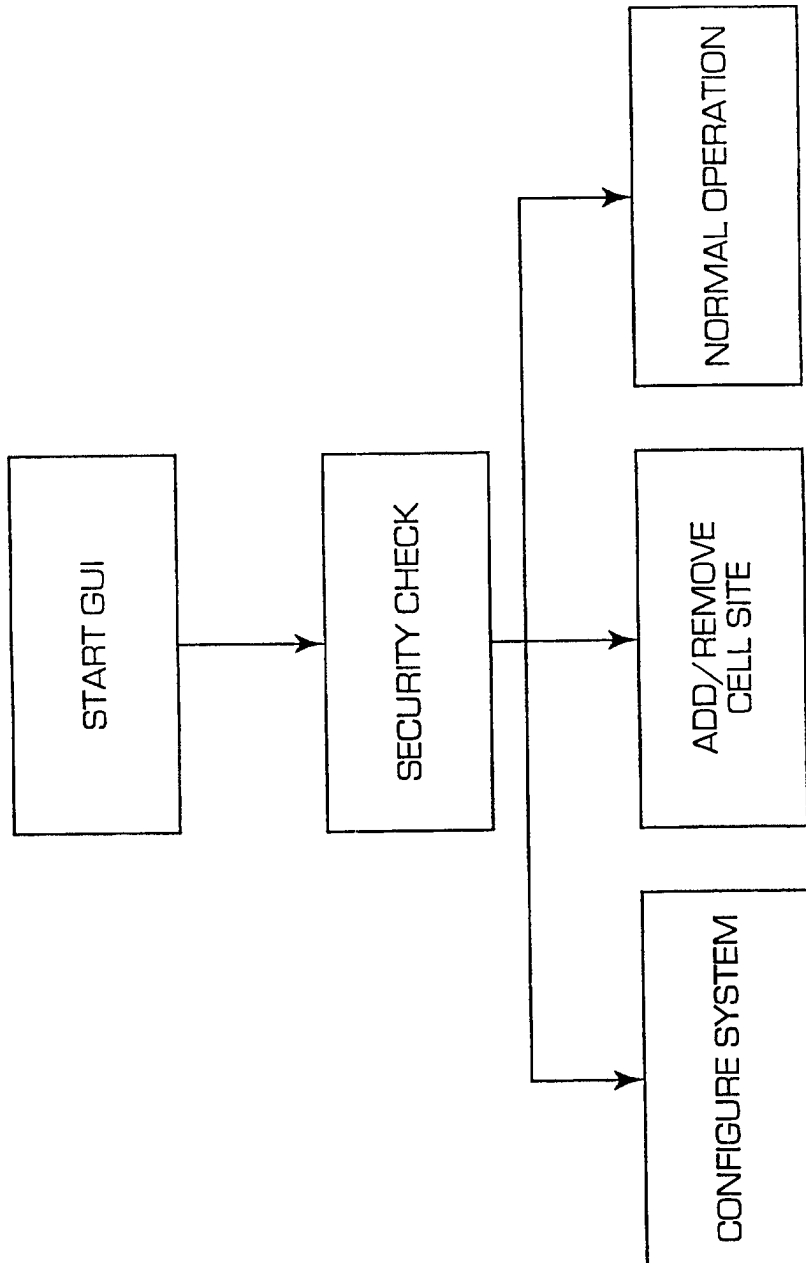 START GUI
SECURITY CHECK
CONFIGURE SYSTEM
ADD/REMOVE
CELL SITE
NORMAL OPERATION